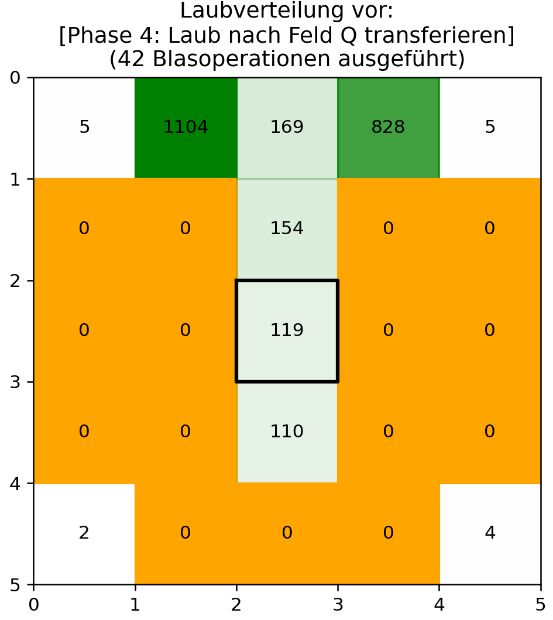 Laubverteilung vor:
[Phase 4: Laub nach Feld Q transferieren]
(42 Blasoperationen ausgeführt)
0
5 1104 169 828 5
1
0 0 154 0 0
2
0 0 119 0 0
3
0 0 110 0 0
4
2 0 0 0 4
5
0 1 2 3 4 5